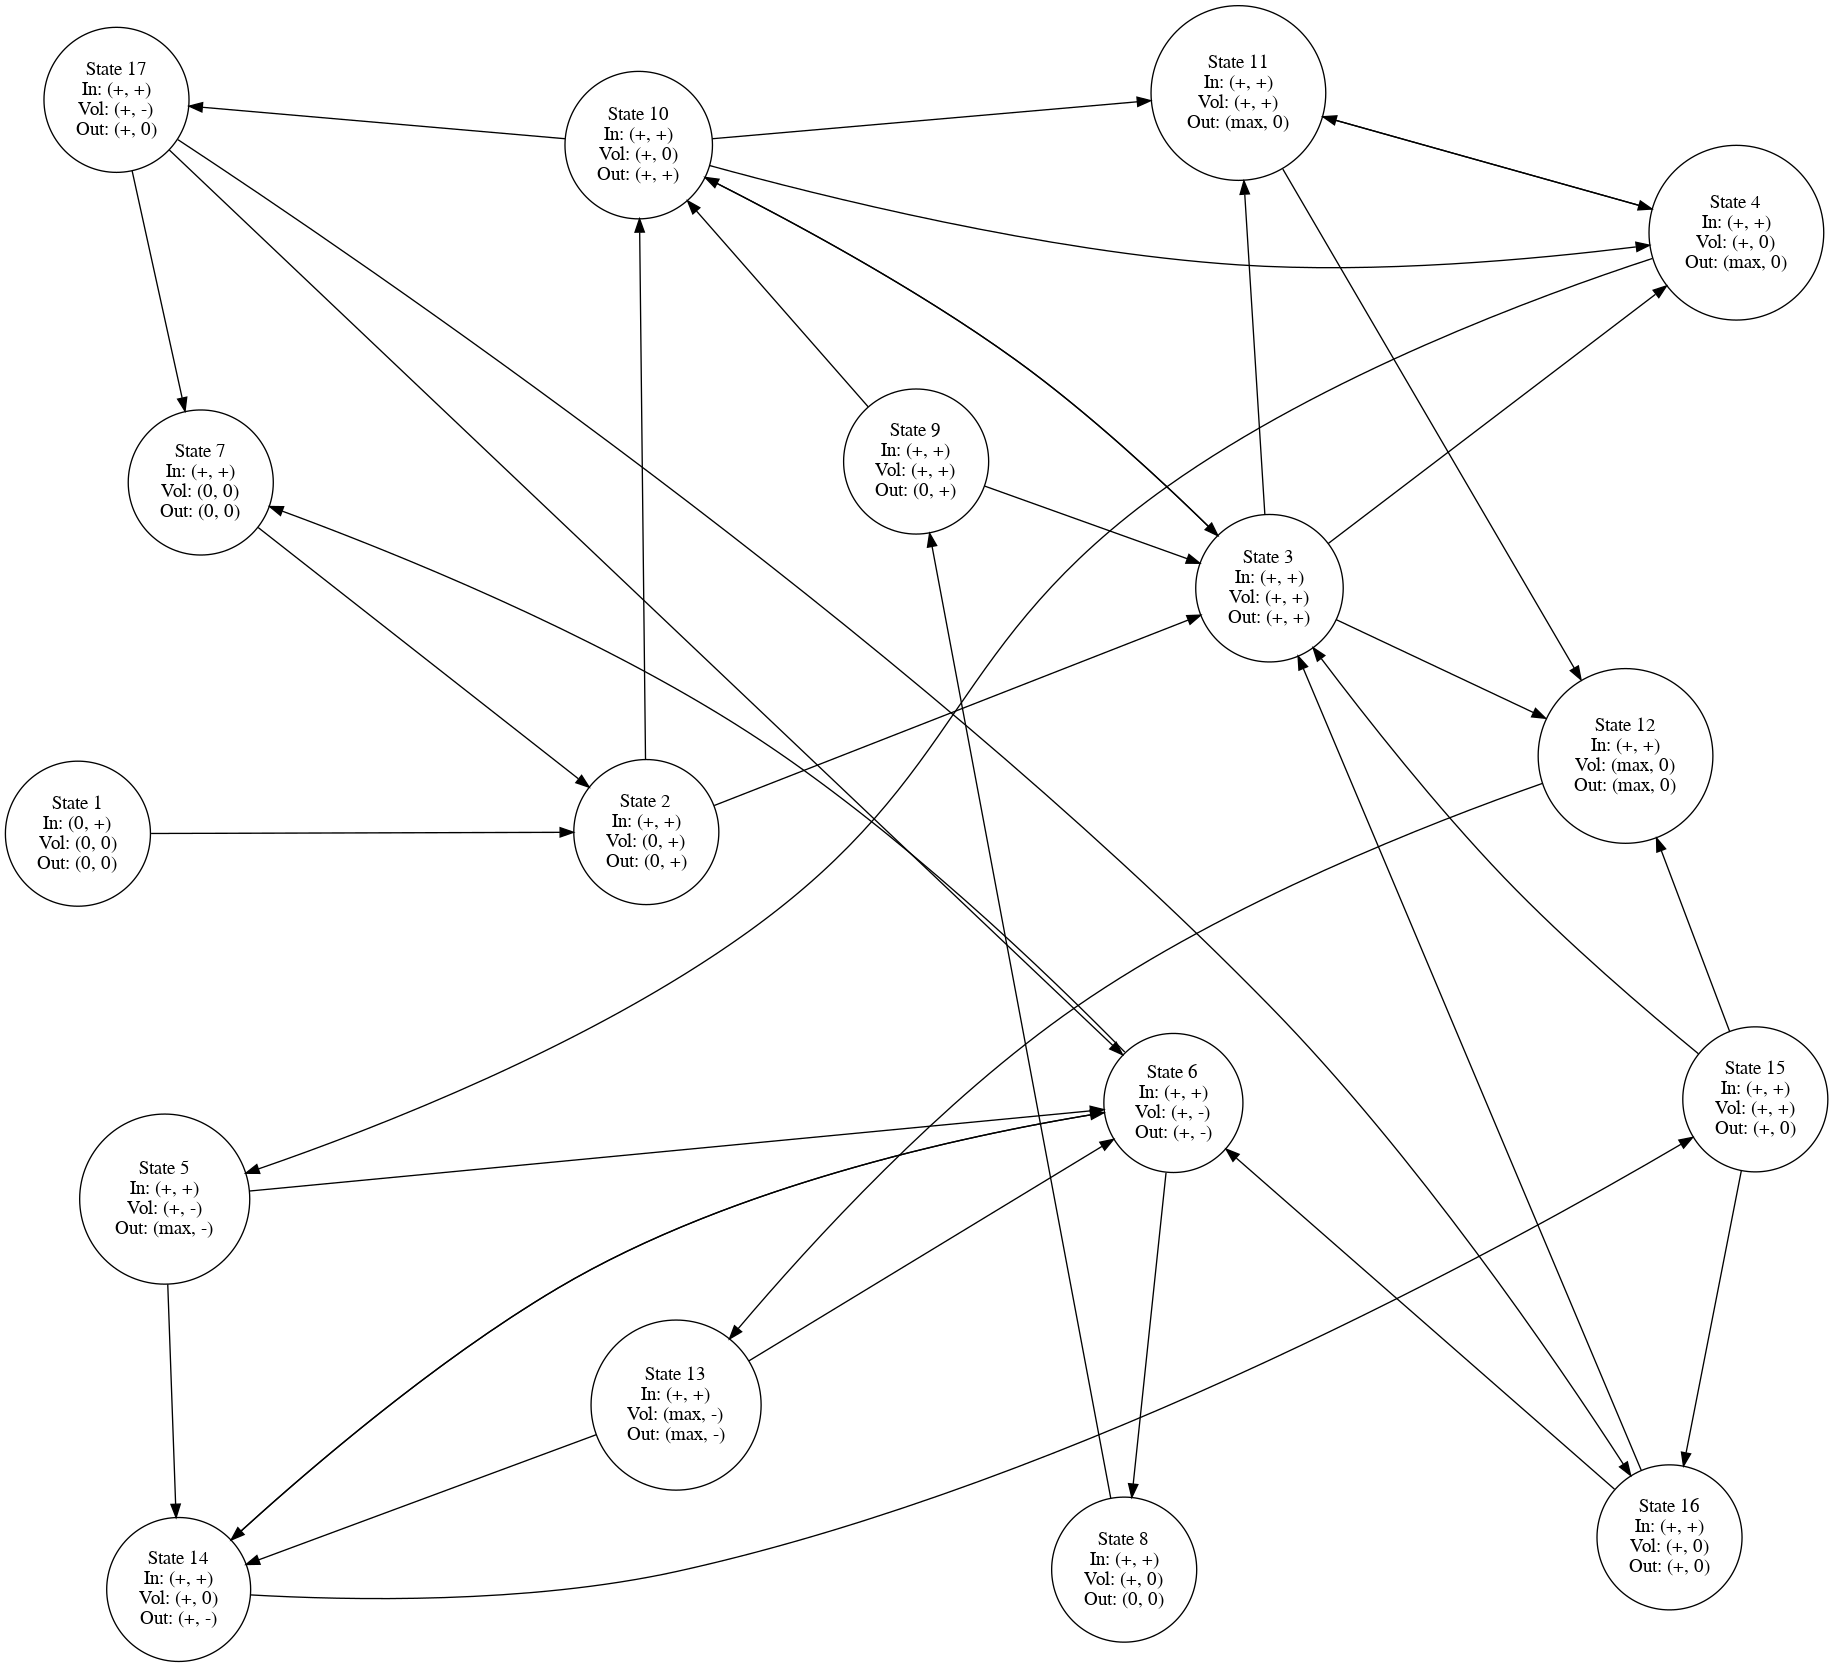 State 17
In: (+, +)
Vol: (+, -)
Out: (+, 0)
State 10
In: (+, +)
Vol: (+, 0)
Out: (+, +)
State 11
In: (+, +)
Vol: (+, +)
Out: (max, 0)
State 4
In: (+, +)
Vol: (+, 0)
Out: (max, 0)
State 7
In: (+, +)
Vol: (0, 0)
Out: (0, 0)
State 9
In: (+, +)
Vol: (+, +)
Out: (0, +)
State 3
In: (+, +)
Vol: (+, +)
Out: (+, +)
State 12
In: (+, +)
Vol: (max, 0)
Out: (max, 0)
State 1
In: (0, +)
Vol: (0, 0)
Out: (0, 0)
State 2
In: (+, +)
Vol: (0, +)
Out: (0, +)
State 6
In: (+, +)
Vol: (+, -)
Out: (+, -)
State 15
In: (+, +)
Vol: (+, +)
Out: (+, 0)
State 5
In: (+, +)
Vol: (+, -)
Out: (max, -)
State 13
In: (+, +)
Vol: (max, -)
Out: (max, -)
State 14
In: (+, +)
Vol: (+, 0)
Out: (+, -)
State 8
In: (+, +)
Vol: (+, 0)
Out: (0, 0)
State 16
In: (+, +)
Vol: (+, 0)
Out: (+, 0)